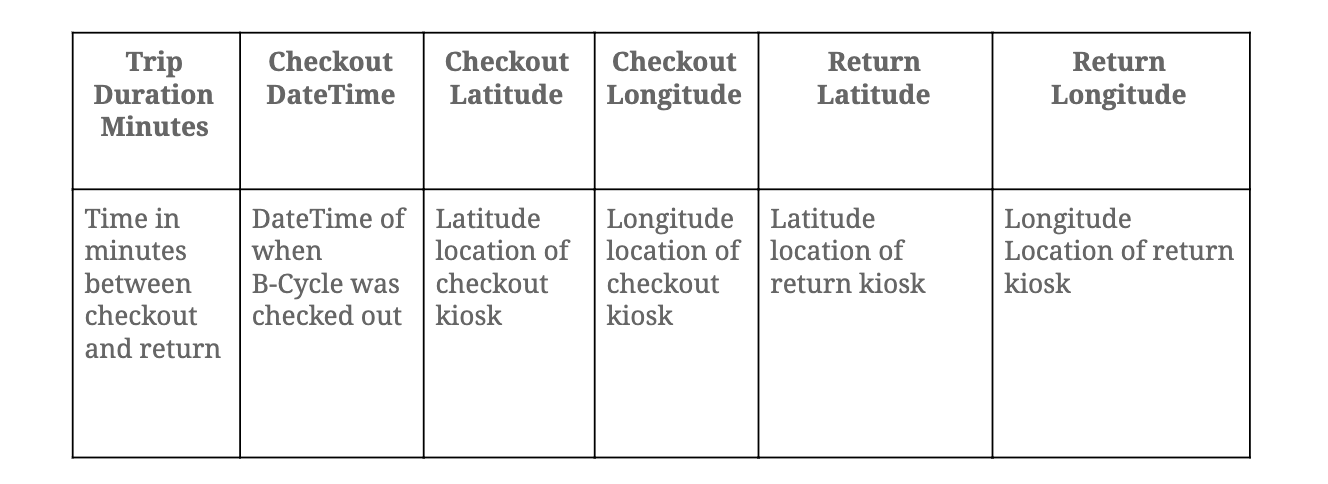 Trip
Duration
Minutes
Checkout
DateTime
Checkout
Latitude
Checkout
Longitude
Return
Latitude
Return
Longitude
Time in
minutes
between
checkout
and return
DateTime of
when
B-Cycle was
checked out
Latitude
location of
checkout
kiosk
Longitude
location of
checkout
kiosk
Latitude
location of
return kiosk
Longitude
Location of return
kiosk